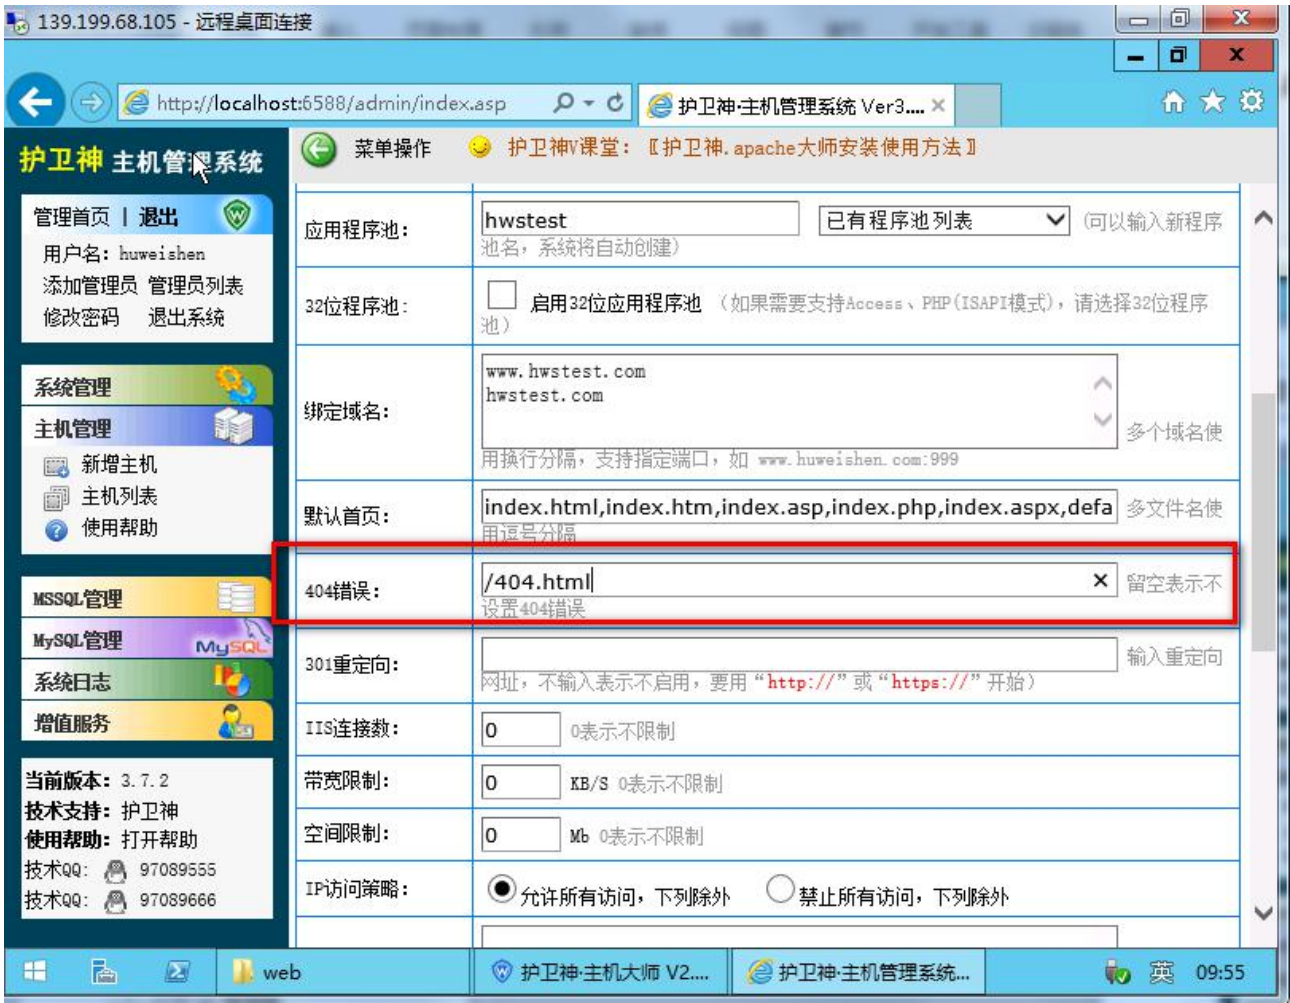 139.199.68.105 - 远程桌面连接
http://localhost:6588/admin/index.asp
护卫神·主机管理系统 Ver3....
护卫神 主机管理系统
菜单操作
护卫神V课堂：〖护卫神.apache大师安装使用方法〗
管理首页 | 退出
用户名: huweishen
添加管理员 管理员列表
修改密码 退出系统
系统管理
主机管理
新增主机
主机列表
使用帮助
MSSQL管理
MySQL管理
MySQL
系统日志
增值服务
当前版本: 3.7.2
技术支持: 护卫神
使用帮助: 打开帮助
技术QQ: 97089555
技术QQ: 97089666
应用程序池:
hwstest
已有程序池列表
(可以输入新程序
池名，系统将自动创建)
32位程序池:
启用32位应用程序池 (如果需要支持Access、PHP(ISAPI模式)，请选择32位程序
池)
绑定域名:
www.hwstest.com
hwstest.com
多个域名使
用换行分隔，支持指定端口，如 www.huweishen.com:999
默认首页:
index.html,index.htm,index.asp,index.php,index.aspx,defa
多文件名使
用逗号分隔
404错误:
/404.html
留空表示不
设置404错误
301重定向:
输入重定向
网址，不输入表示不启用，要用“http://”或“https://”开始)
IIS连接数:
0 0表示不限制
带宽限制:
0 KB/S 0表示不限制
空间限制:
0 Mb 0表示不限制
IP访问策略:
允许所有访问，下列除外 禁止所有访问，下列除外
web
护卫神·主机大师 V2....
护卫神·主机管理系统...
英 09:55